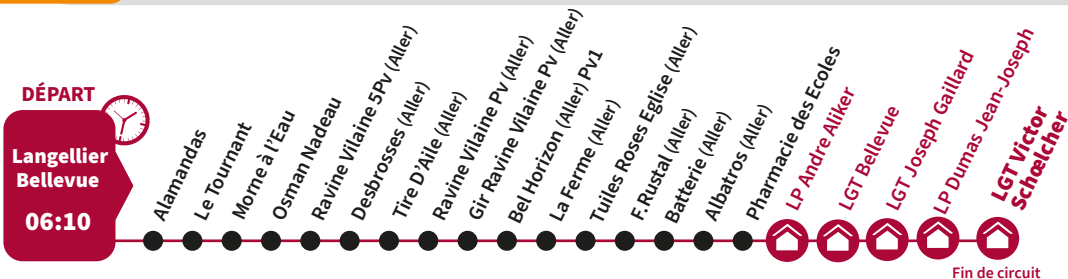 DÉPART
Langellier
Bellevue
06:10
Alamandas
Le Tournant
Morne à l'Eau
Osman Nadeau
Ravine Vilaine 5Pv (Aller)
Desbrosses (Aller)
Tire D'Aile (Aller)
Ravine Vilaine Pv (Aller)
Gir Ravine Vilaine Pv (Aller)
Bel Horizon (Aller) Pv1
La Ferme (Aller)
Tuiles Roses Eglise (Aller)
F.Rustal (Aller)
Batterie (Aller)
Albatros (Aller)
Pharmacie des Ecoles
LP Andre Aliker
LGT Bellevue
LGT Joseph Gaillard
LP Dumas Jean-Joseph
LGT Victor
Schœlcher
Fin de circuit